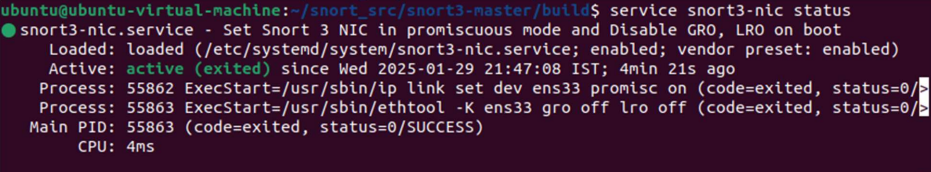 ubuntu@ubuntu-virtual-machine:~/snort_src/snort3-master/build$ service snort3-nic status
● snort3-nic.service - Set Snort 3 NIC in promiscuous mode and Disable GRO, LRO on boot
     Loaded: loaded (/etc/systemd/system/snort3-nic.service; enabled; vendor preset: enabled)
     Active: active (exited) since Wed 2025-01-29 21:47:08 IST; 4min 21s ago
    Process: 55862 ExecStart=/usr/sbin/ip link set dev ens33 promisc on (code=exited, status=0/>
    Process: 55863 ExecStart=/usr/sbin/ethtool -K ens33 gro off lro off (code=exited, status=0/>
   Main PID: 55863 (code=exited, status=0/SUCCESS)
        CPU: 4ms